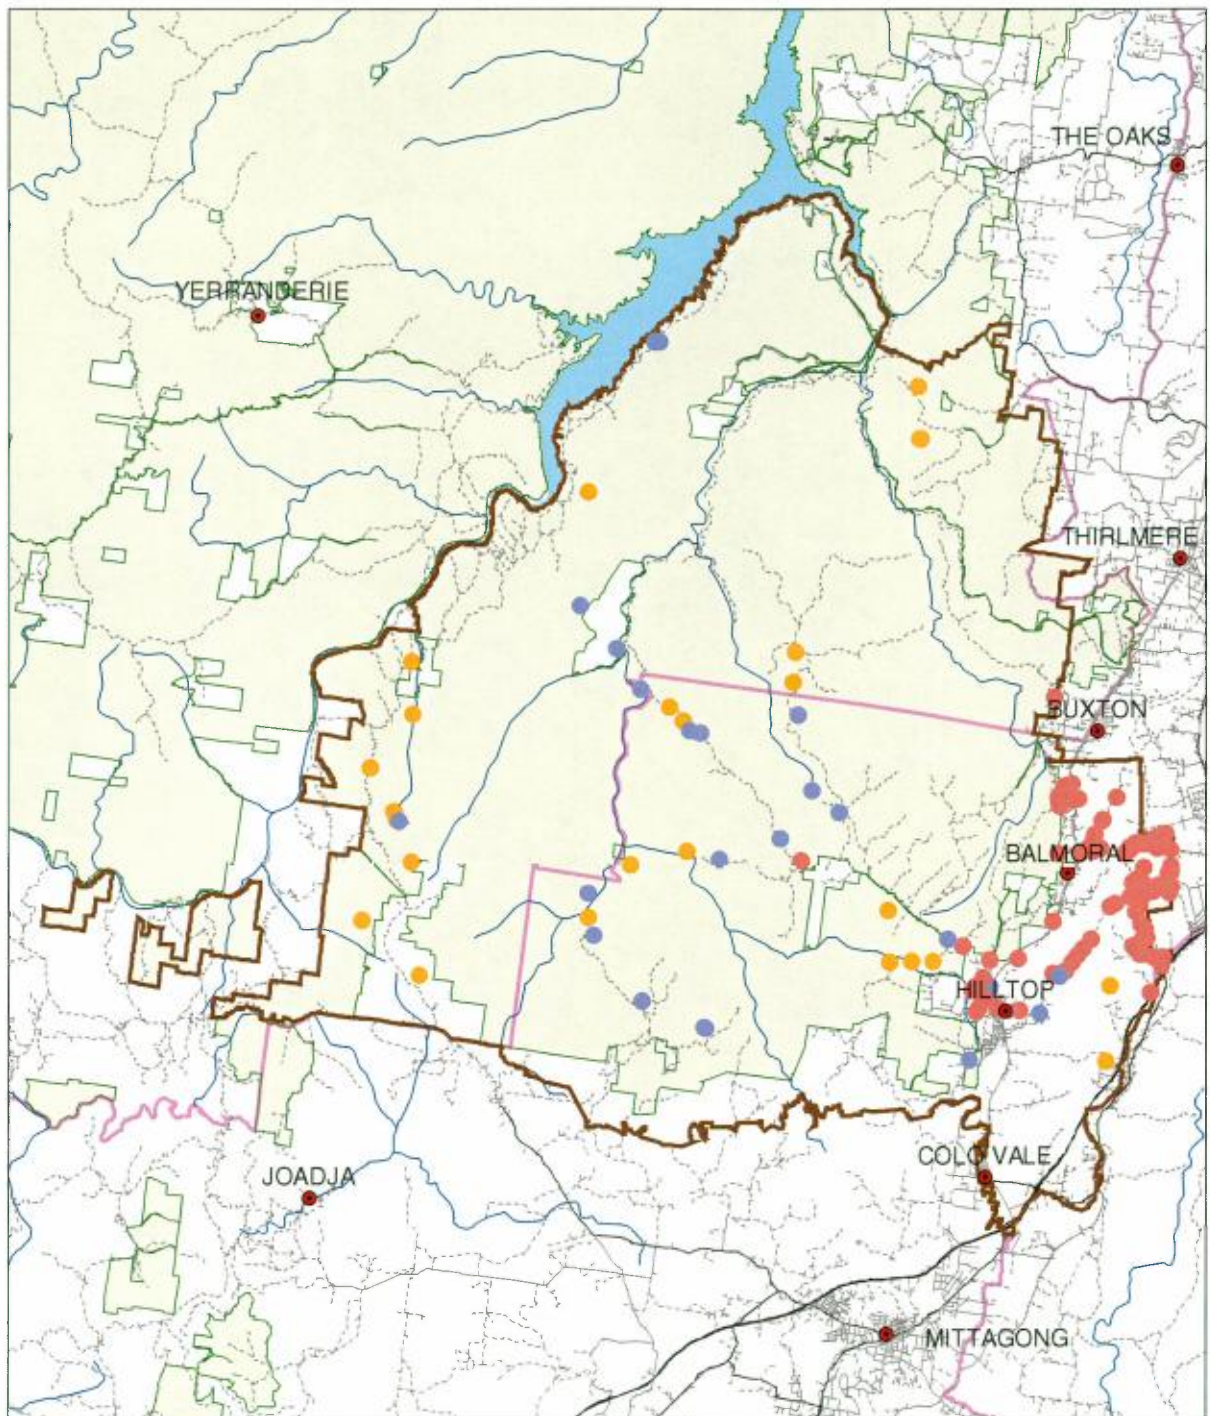 THE OAKS
YERRANDERIE
THIRLMERE
BUXTON
BALMORAL
HILLTOP
COLO VALE
JOADJA
MITTAGONG